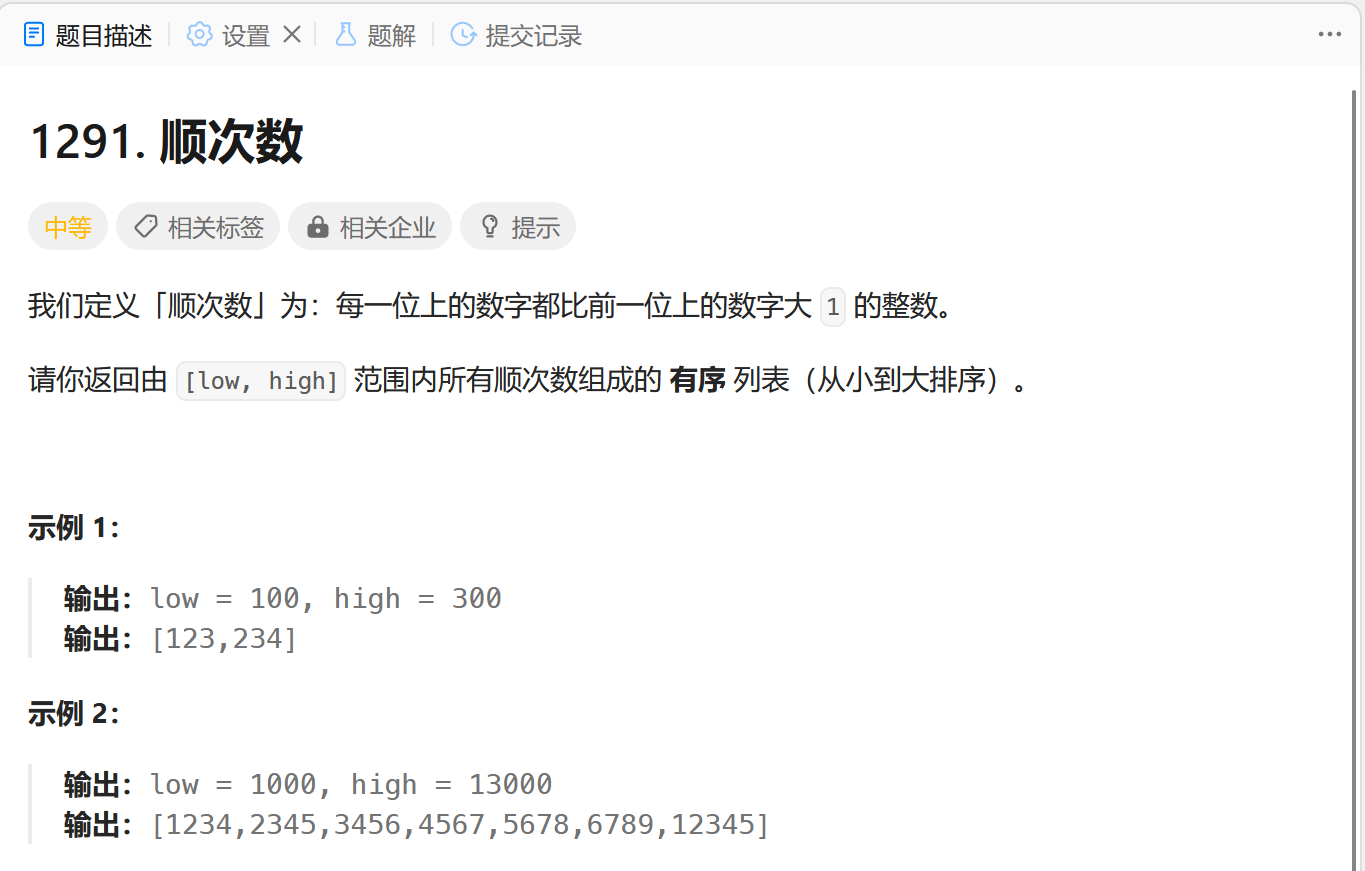 题目描述 设置 题解 提交记录
1291. 顺次数
中等 相关标签 相关企业 提示
我们定义「顺次数」为：每一位上的数字都比前一位上的数字大 1 的整数。
请你返回由 [low, high] 范围内所有顺次数组成的 有序 列表（从小到大排序）。
示例 1：
输出：low = 100, high = 300
输出：[123,234]
示例 2：
输出：low = 1000, high = 13000
输出：[1234,2345,3456,4567,5678,6789,12345]